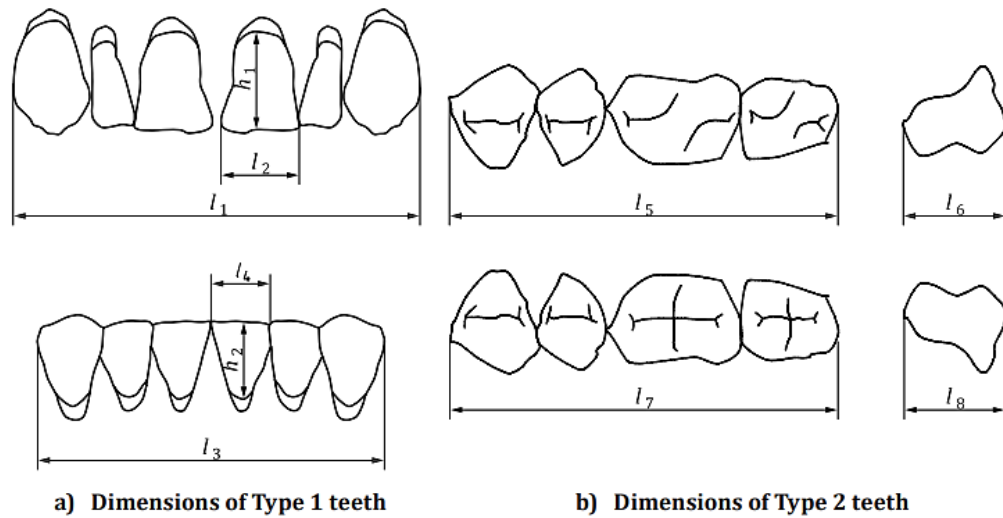 h1
l2
l1
l5
l6
l4
h2
l3
l7
l8
a) Dimensions of Type 1 teeth
b) Dimensions of Type 2 teeth